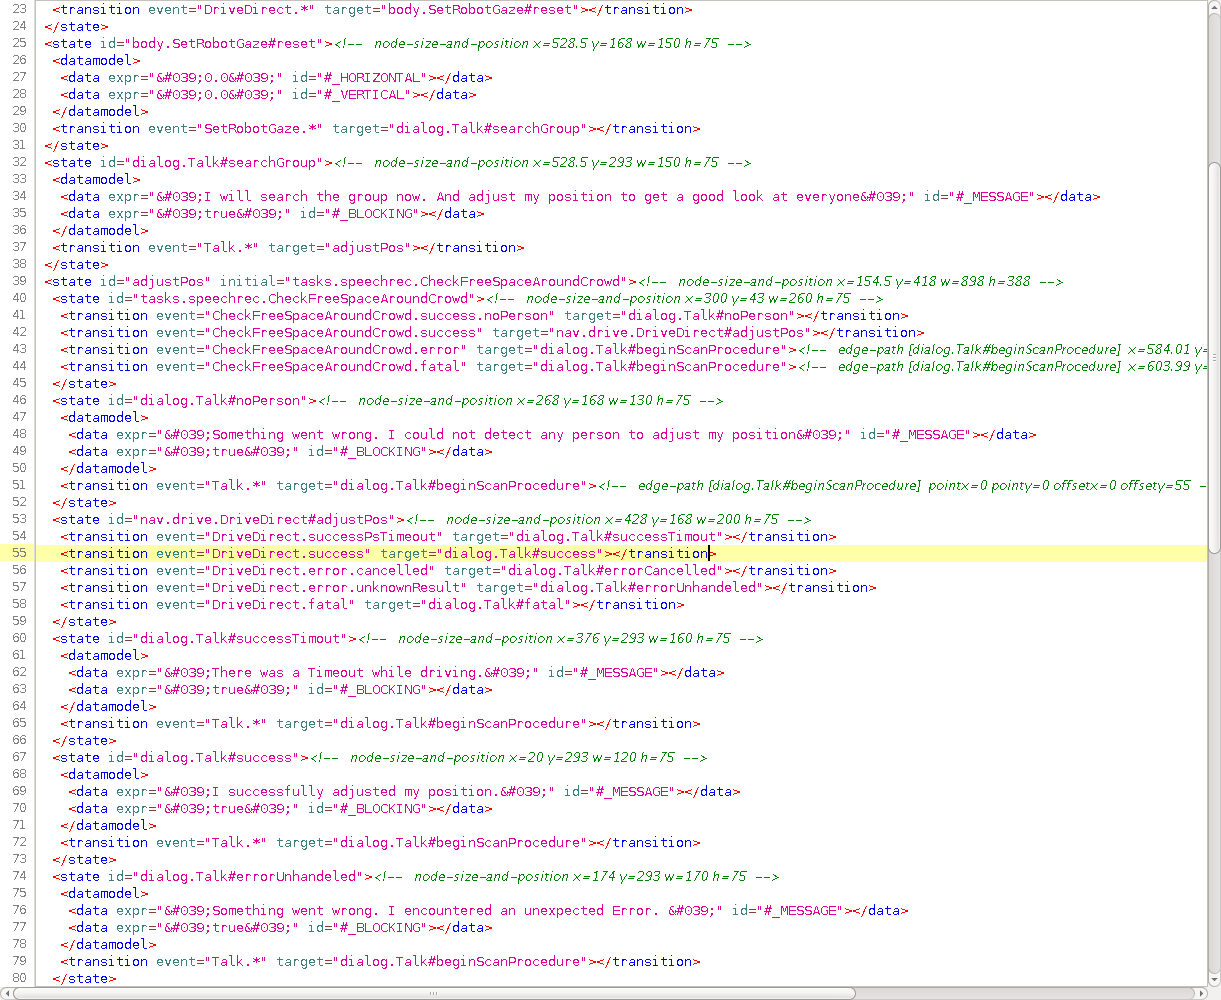 23 <transition event="DriveDirect.*" target="body.SetRobotGaze#reset"></transition>
24 </state>
25 <state id="body.SetRobotGaze#reset"><!-- node-size-and-position x=528.5 y=168 w=150 h=75 -->
26 <datamodel>
27 <data expr="&#039;0.0&#039;" id="#_HORIZONTAL"></data>
28 <data expr="&#039;0.0&#039;" id="#_VERTICAL"></data>
29 </datamodel>
30 <transition event="SetRobotGaze.*" target="dialog.Talk#searchGroup"></transition>
31 </state>
32 <state id="dialog.Talk#searchGroup"><!-- node-size-and-position x=528.5 y=293 w=150 h=75 -->
33 <datamodel>
34 <data expr="&#039;I will search the group now. And adjust my position to get a good look at everyone&#039;" id="#_MESSAGE"></data>
35 <data expr="&#039;true&#039;" id="#_BLOCKING"></data>
36 </datamodel>
37 <transition event="Talk.*" target="adjustPos"></transition>
38 </state>
39 <state id="adjustPos" initial="tasks.speechrec.CheckFreeSpaceAroundCrowd"><!-- node-size-and-position x=154.5 y=418 w=898 h=388 -->
40 <state id="tasks.speechrec.CheckFreeSpaceAroundCrowd"><!-- node-size-and-position x=300 y=43 w=260 h=75 -->
41 <transition event="CheckFreeSpaceAroundCrowd.success.noPerson" target="dialog.Talk#noPerson"></transition>
42 <transition event="CheckFreeSpaceAroundCrowd.success" target="nav.drive.DriveDirect#adjustPos"></transition>
43 <transition event="CheckFreeSpaceAroundCrowd.error" target="dialog.Talk#beginScanProcedure"><!-- edge-path [dialog.Talk#beginScanProcedure] x=584.01 y=
44 <transition event="CheckFreeSpaceAroundCrowd.fatal" target="dialog.Talk#beginScanProcedure"><!-- edge-path [dialog.Talk#beginScanProcedure] x=603.99 y=
45 </state>
46 <state id="dialog.Talk#noPerson"><!-- node-size-and-position x=268 y=168 w=130 h=75 -->
47 <datamodel>
48 <data expr="&#039;Something went wrong. I could not detect any person to adjust my position&#039;" id="#_MESSAGE"></data>
49 <data expr="&#039;true&#039;" id="#_BLOCKING"></data>
50 </datamodel>
51 <transition event="Talk.*" target="dialog.Talk#beginScanProcedure"><!-- edge-path [dialog.Talk#beginScanProcedure] pointx=0 pointy=0 offsetx=0 offsety=55 -
52 </state>
53 <state id="nav.drive.DriveDirect#adjustPos"><!-- node-size-and-position x=428 y=168 w=200 h=75 -->
54 <transition event="DriveDirect.successPsTimeout" target="dialog.Talk#successTimout"></transition>
55 <transition event="DriveDirect.success" target="dialog.Talk#success"></transition>
56 <transition event="DriveDirect.error.cancelled" target="dialog.Talk#errorCancelled"></transition>
57 <transition event="DriveDirect.error.unknownResult" target="dialog.Talk#errorUnhandeled"></transition>
58 <transition event="DriveDirect.fatal" target="dialog.Talk#fatal"></transition>
59 </state>
60 <state id="dialog.Talk#successTimout"><!-- node-size-and-position x=376 y=293 w=160 h=75 -->
61 <datamodel>
62 <data expr="&#039;There was a Timeout while driving.&#039;" id="#_MESSAGE"></data>
63 <data expr="&#039;true&#039;" id="#_BLOCKING"></data>
64 </datamodel>
65 <transition event="Talk.*" target="dialog.Talk#beginScanProcedure"></transition>
66 </state>
67 <state id="dialog.Talk#success"><!-- node-size-and-position x=20 y=293 w=120 h=75 -->
68 <datamodel>
69 <data expr="&#039;I successfully adjusted my position.&#039;" id="#_MESSAGE"></data>
70 <data expr="&#039;true&#039;" id="#_BLOCKING"></data>
71 </datamodel>
72 <transition event="Talk.*" target="dialog.Talk#beginScanProcedure"></transition>
73 </state>
74 <state id="dialog.Talk#errorUnhandeled"><!-- node-size-and-position x=174 y=293 w=170 h=75 -->
75 <datamodel>
76 <data expr="&#039;Something went wrong. I encountered an unexpected Error. &#039;" id="#_MESSAGE"></data>
77 <data expr="&#039;true&#039;" id="#_BLOCKING"></data>
78 </datamodel>
79 <transition event="Talk.*" target="dialog.Talk#beginScanProcedure"></transition>
80 </state>